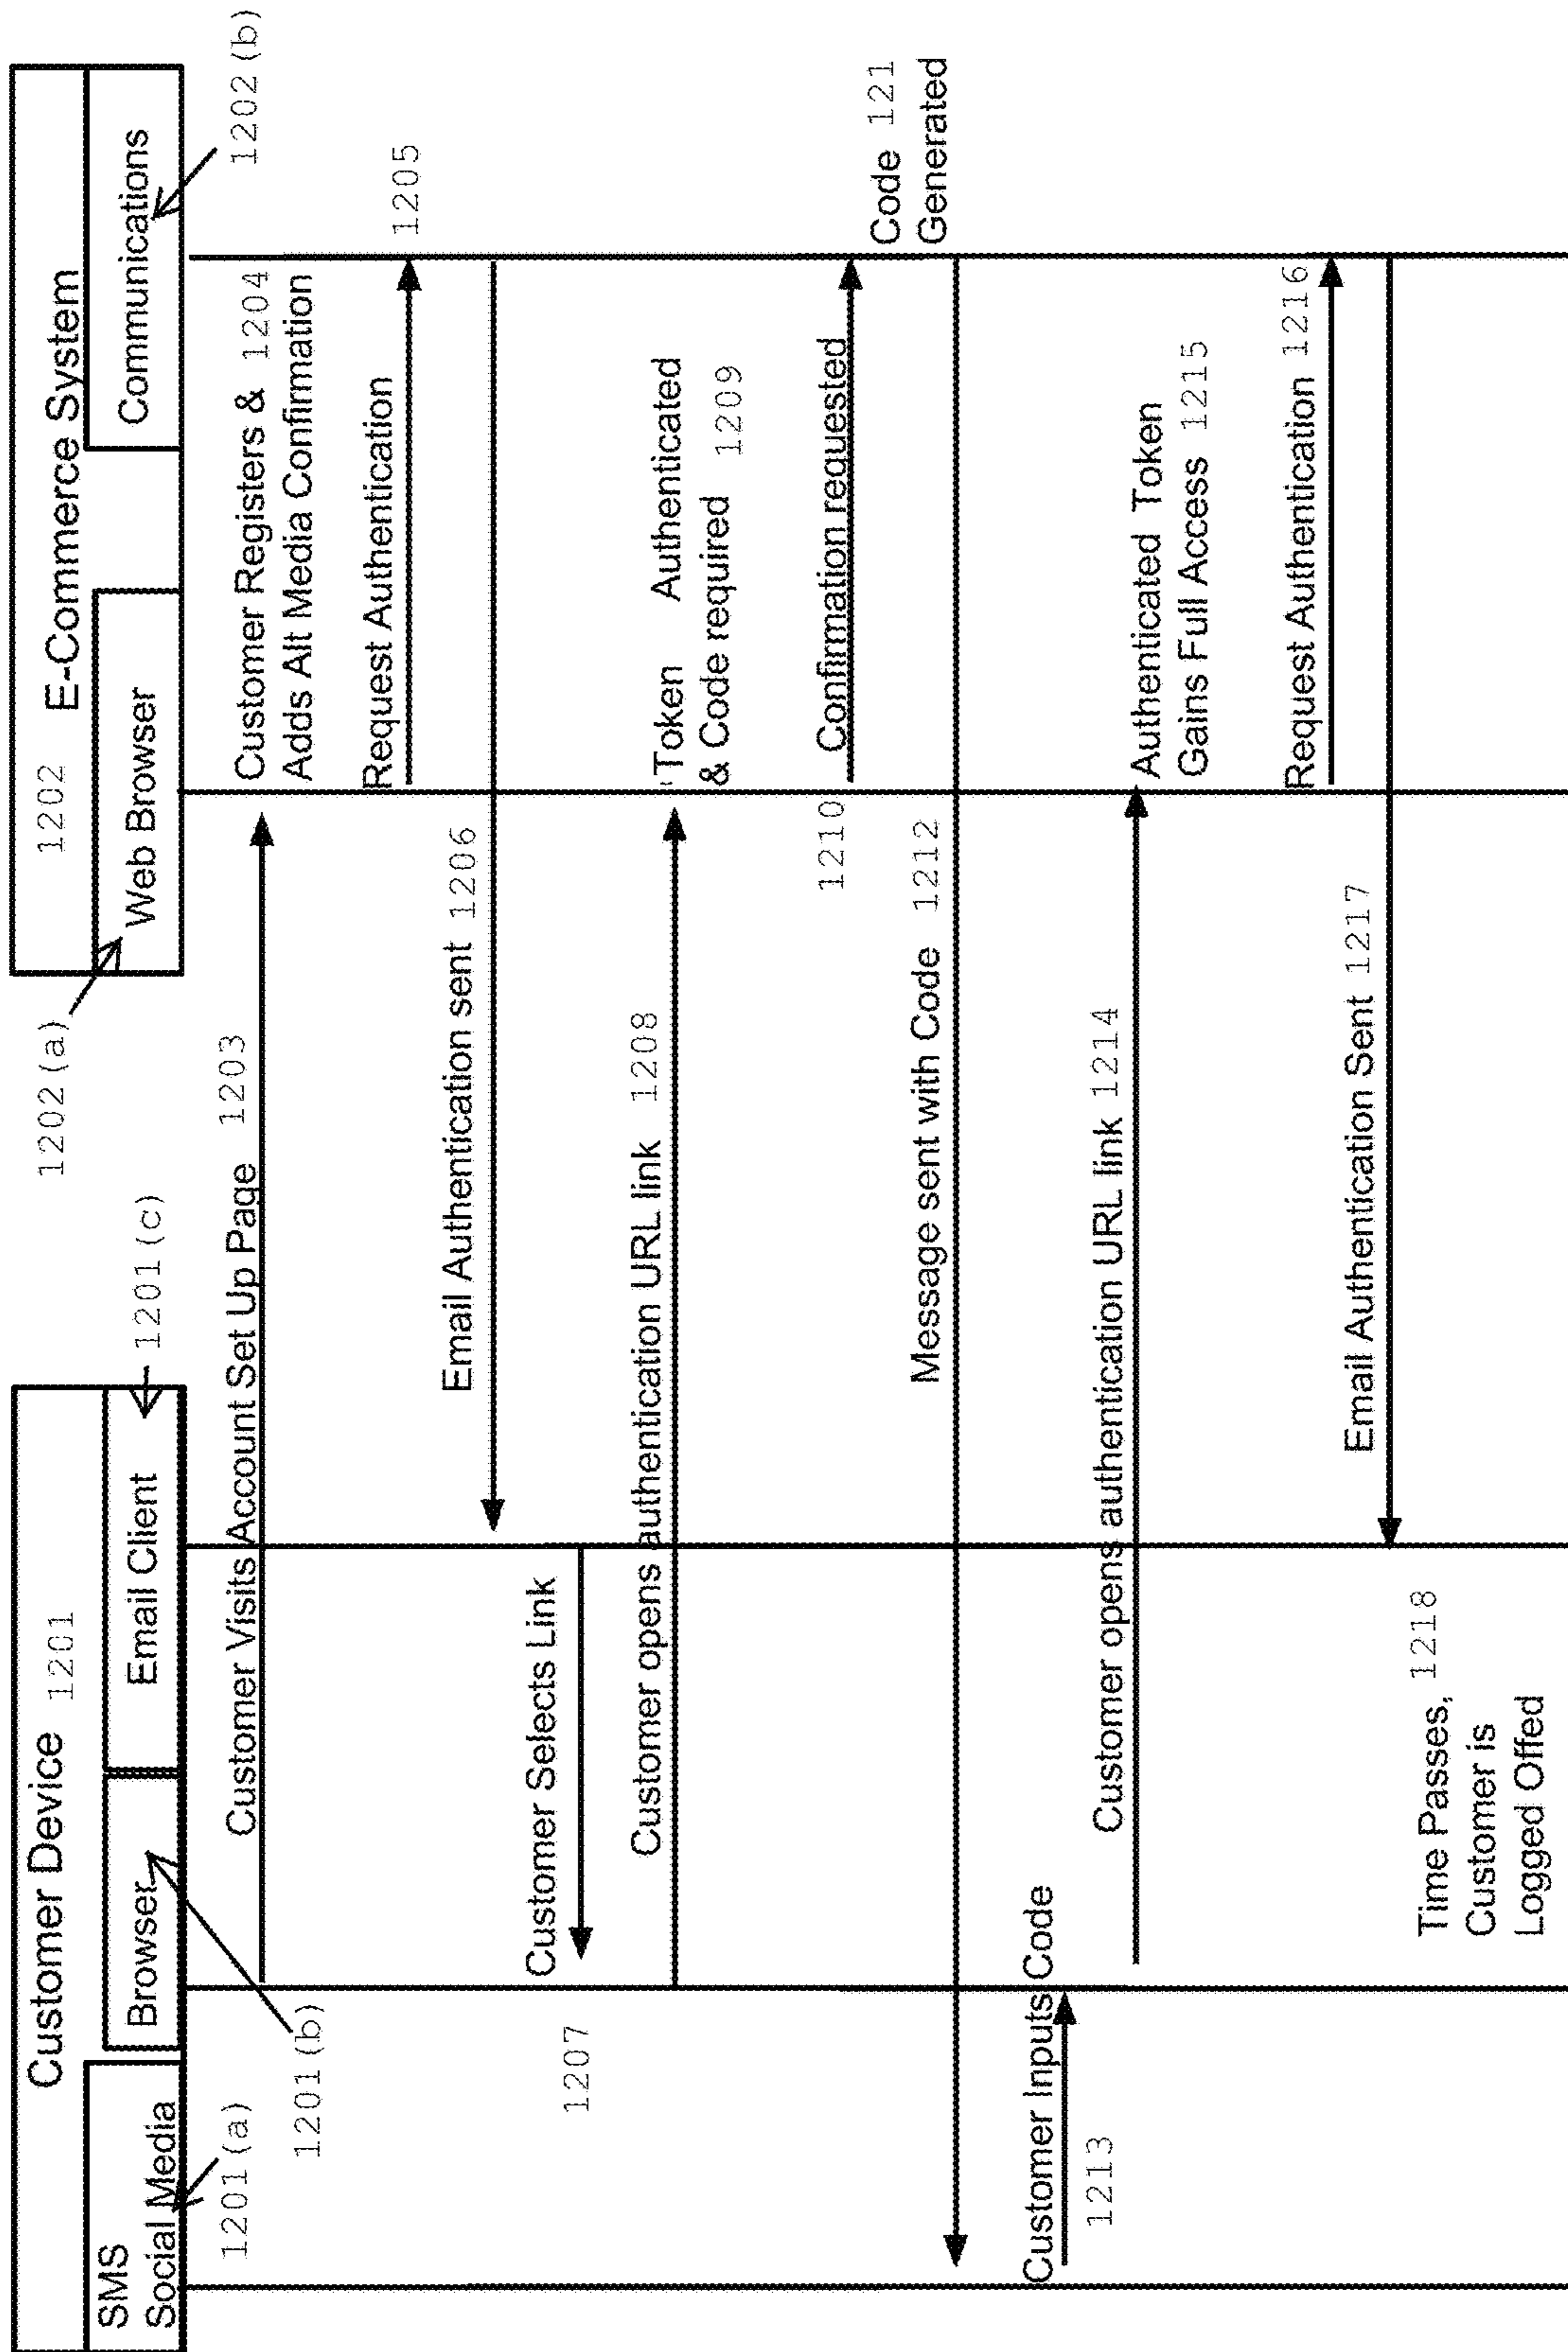 Customer Device 1201
SMS
Social Media
Browser
Email Client
1201(a)
1201(b)
1201(c)
1202 E-Commerce System
Web Browser
Communications
1202(a)
1202(b)
Customer Visits Account Set Up Page 1203
Customer Registers & 1204
Adds Alt Media Confirmation
Request Authentication
1205
Email Authentication sent 1206
Customer Selects Link
1207
Customer opens authentication URL link 1208
Token Authenticated
& Code required 1209
1210
Confirmation requested
Code 121
Generated
Message sent with Code 1212
Customer Inputs Code
1213
Customer opens authentication URL link 1214
Authenticated Token
Gains Full Access 1215
Request Authentication 1216
Email Authentication Sent 1217
Time Passes, 1218
Customer is
Logged Offed